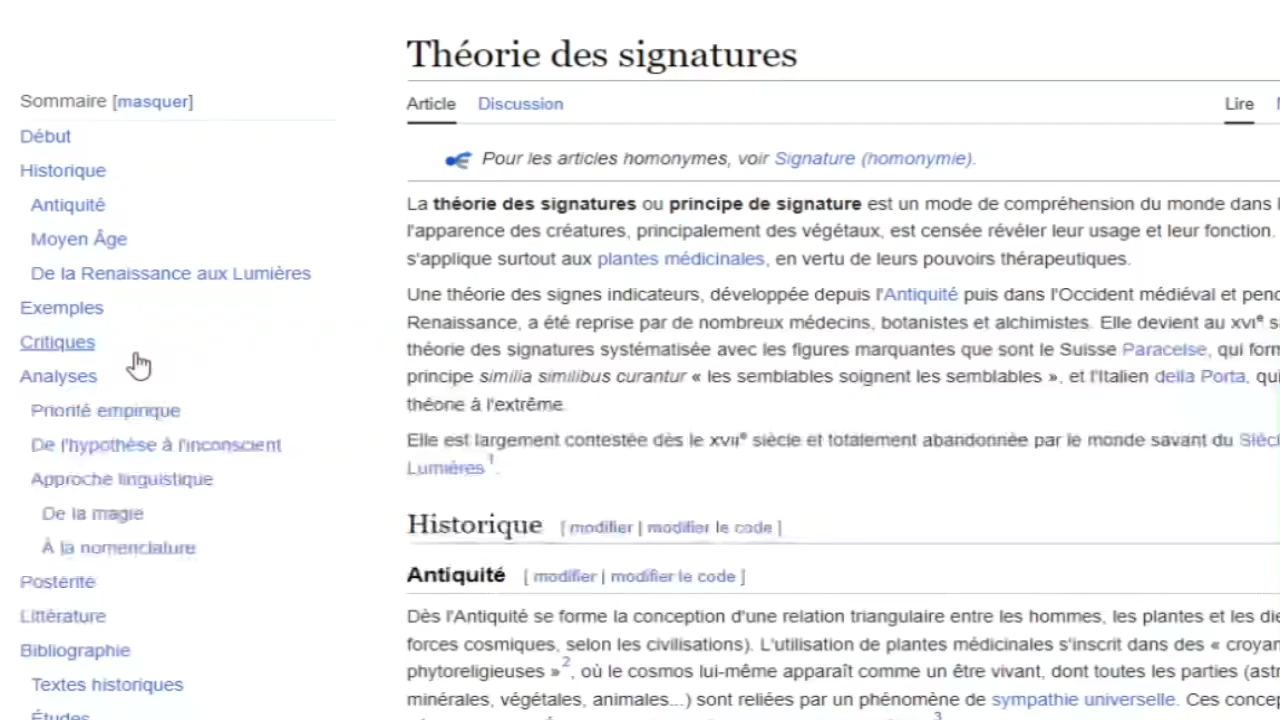 Théorie des signatures
Sommaire [masquer]
Article Discussion Lire
Début
Pour les articles homonymes, voir Signature (homonymie).
Historique
Antiquité
Moyen Âge
De la Renaissance aux Lumières
Exemples
Critiques
Analyses
Priorité empirique
De l'hypothèse à l'inconscient
Approche linguistique
De la magie
À la nomenclature
Postérité
Littérature
Bibliographie
Textes historiques
Études
La théorie des signatures ou principe de signature est un mode de compréhension du monde dans
l'apparence des créatures, principalement des végétaux, est censée révéler leur usage et leur fonction.
s'applique surtout aux plantes médicinales, en vertu de leurs pouvoirs thérapeutiques.
Une théorie des signes indicateurs, développée depuis l'Antiquité puis dans l'Occident médiéval et
Renaissance, a été reprise par de nombreux médecins, botanistes et alchimistes. Elle devient au XVIe
théorie des signatures systématisée avec les figures marquantes que sont le Suisse Paracelse, qui
principe similia similibus curantur « les semblables soignent les semblables », et l'Italien della Porta,
théorie à l'extrême.
Elle est largement contestée dès le XVIIe siècle et totalement abandonnée par le monde savant du
Lumières 1.
Historique [ modifier | modifier le code ]
Antiquité [ modifier | modifier le code ]
Dès l'Antiquité se forme la conception d'une relation triangulaire entre les hommes, les plantes et les
forces cosmiques, selon les civilisations). L'utilisation de plantes médicinales s'inscrit dans des «
phytoreligieuses »2, où le cosmos lui-même apparaît comme un être vivant, dont toutes les parties
minérales, végétales, animales...) sont reliées par un phénomène de sympathie universelle. Ces
3